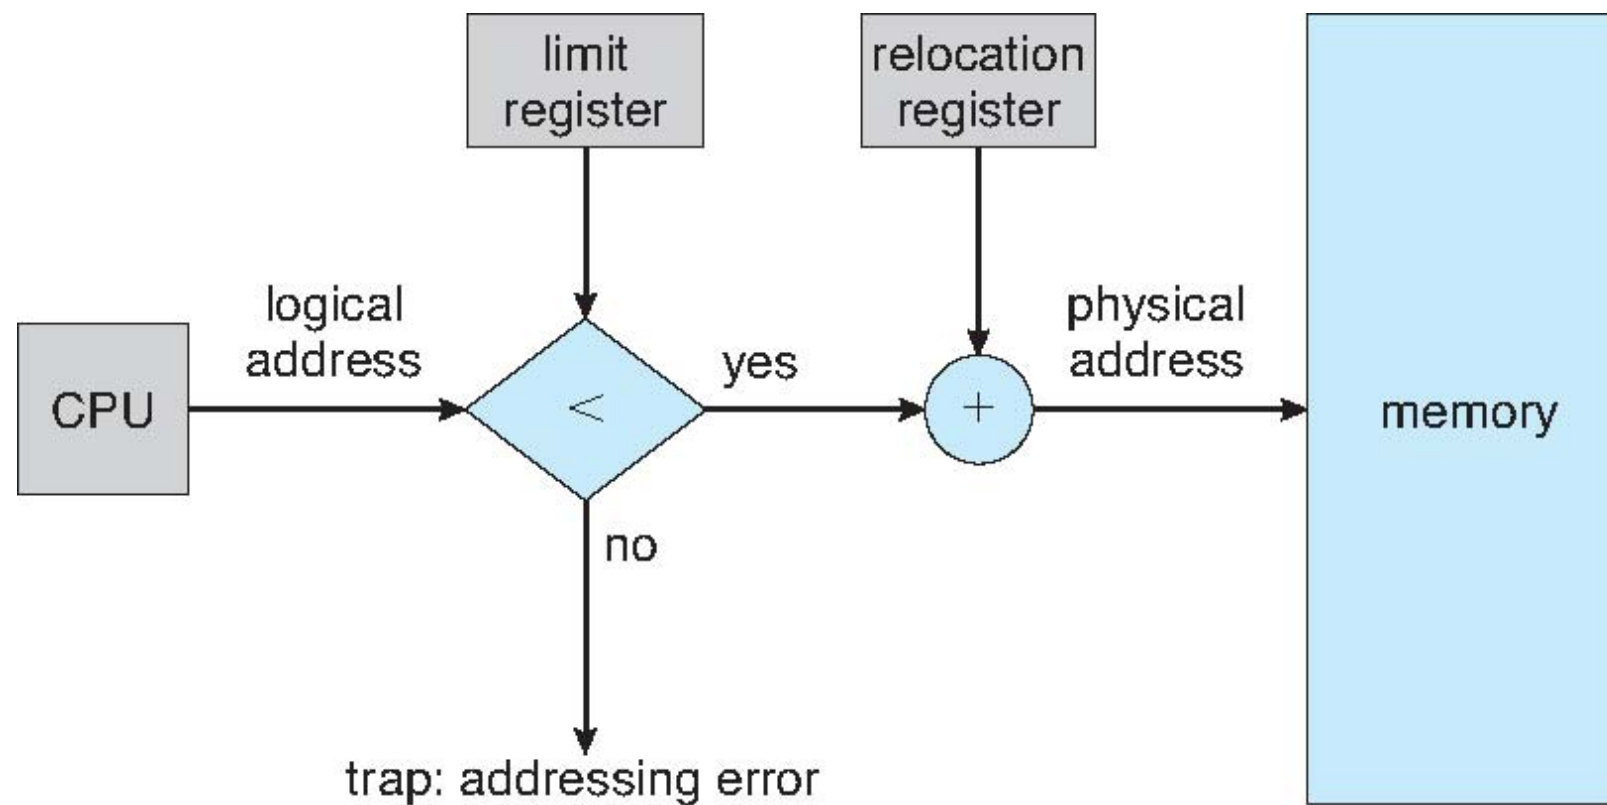 limit
register
relocation
register
logical
address
physical
address
CPU
<
yes
+
memory
no
trap: addressing error